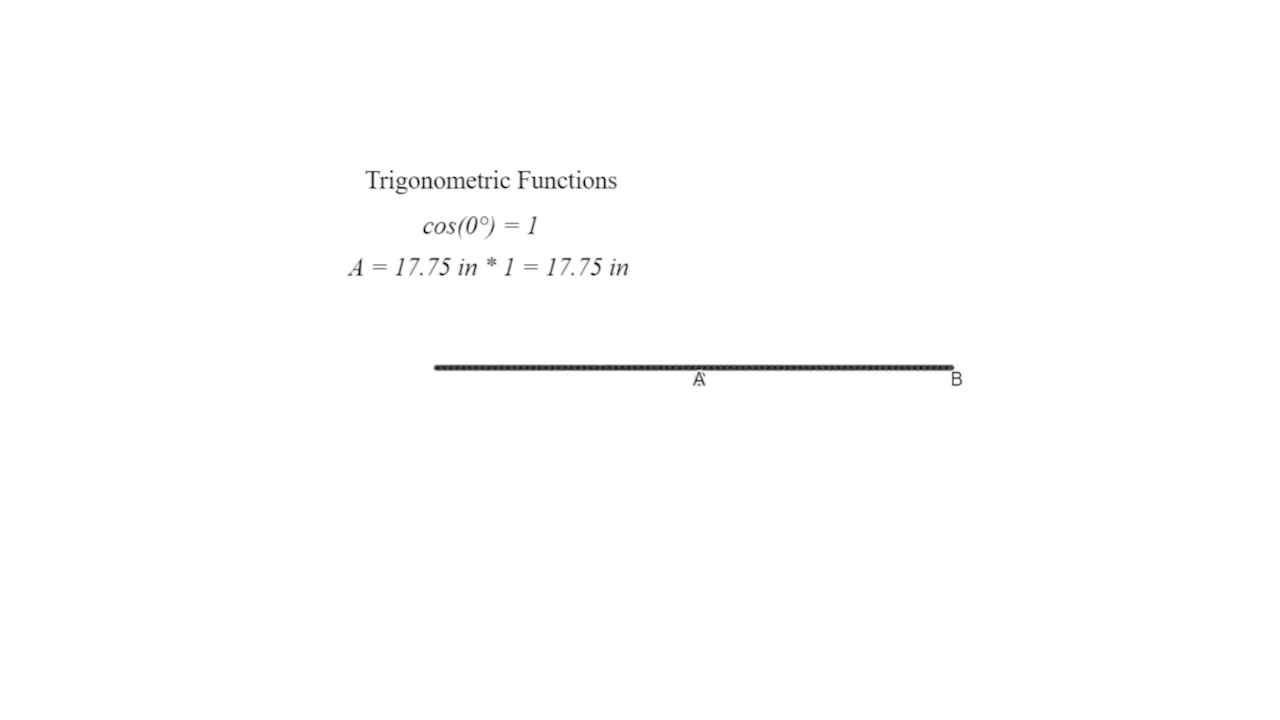 Trigonometric Functions
cos(0°) = 1
A = 17.75 in * 1 = 17.75 in
A
B